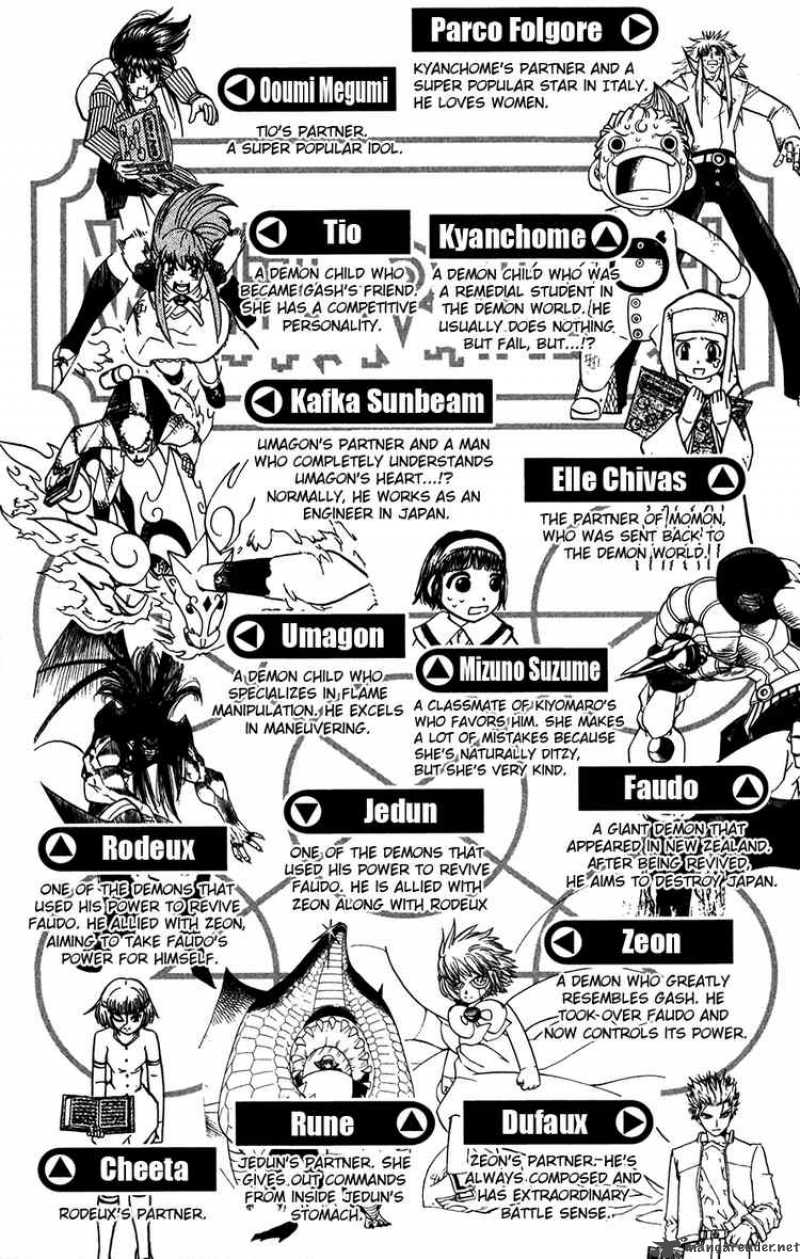 Parco Folgore
KYANCHOME'S PARTNER AND A
SUPER POPULAR STAR IN ITALY.
HE LOVES WOMEN.
Ooumi Megumi
TIO'S PARTNER.
A SUPER POPULAR IDOL.
Tio
A DEMON CHILD WHO
BECAME GASH'S FRIEND.
SHE HAS A COMPETITIVE
PERSONALITY.
Kyanchome
A DEMON CHILD WHO WAS
A REMEDIAL STUDENT IN
THE DEMON WORLD. HE
USUALLY DOES NOTHING
BUT FAIL, BUT...!?
Kafka Sunbeam
UMAGON'S PARTNER AND A MAN
WHO COMPLETELY UNDERSTANDS
UMAGON'S HEART...!?
NORMALLY, HE WORKS AS AN
ENGINEER IN JAPAN.
Elle Chivas
THE PARTNER OF MOMON,
WHO WAS SENT BACK TO
THE DEMON WORLD.
Umagon
A DEMON CHILD WHO
SPECIALIZES IN FLAME
MANIPULATION. HE EXCELS
IN MANEUVERING.
Mizuno Suzume
A CLASSMATE OF KIYOMARO'S
WHO FAVORS HIM. SHE MAKES
A LOT OF MISTAKES BECAUSE
SHE'S NATURALLY DITZY,
BUT SHE'S VERY KIND.
Faudo
A GIANT DEMON THAT
APPEARED IN NEW ZEALAND.
AFTER BEING REVIVED,
HE AIMS TO DESTROY JAPAN.
Rodeux
ONE OF THE DEMONS THAT
USED HIS POWER TO REVIVE
FAUDO. HE ALLIED WITH ZEON,
AIMING TO TAKE FAUDO'S
POWER FOR HIMSELF.
Jedun
ONE OF THE DEMONS THAT
USED HIS POWER TO REVIVE
FAUDO. HE IS ALLIED WITH
ZEON ALONG WITH RODEUX
Zeon
A DEMON WHO GREATLY
RESEMBLES GASH. HE
TOOK OVER FAUDO AND
NOW CONTROLS ITS POWER.
Cheeta
RODEUX'S PARTNER.
Rune
JEDUN'S PARTNER. SHE
GIVES OUT COMMANDS
FROM INSIDE JEDUN'S
STOMACH.
Dufaux
ZEON'S PARTNER. HE'S
ALWAYS COMPOSED AND
HAS EXTRAORDINARY
BATTLE SENSE.
mangareader.net